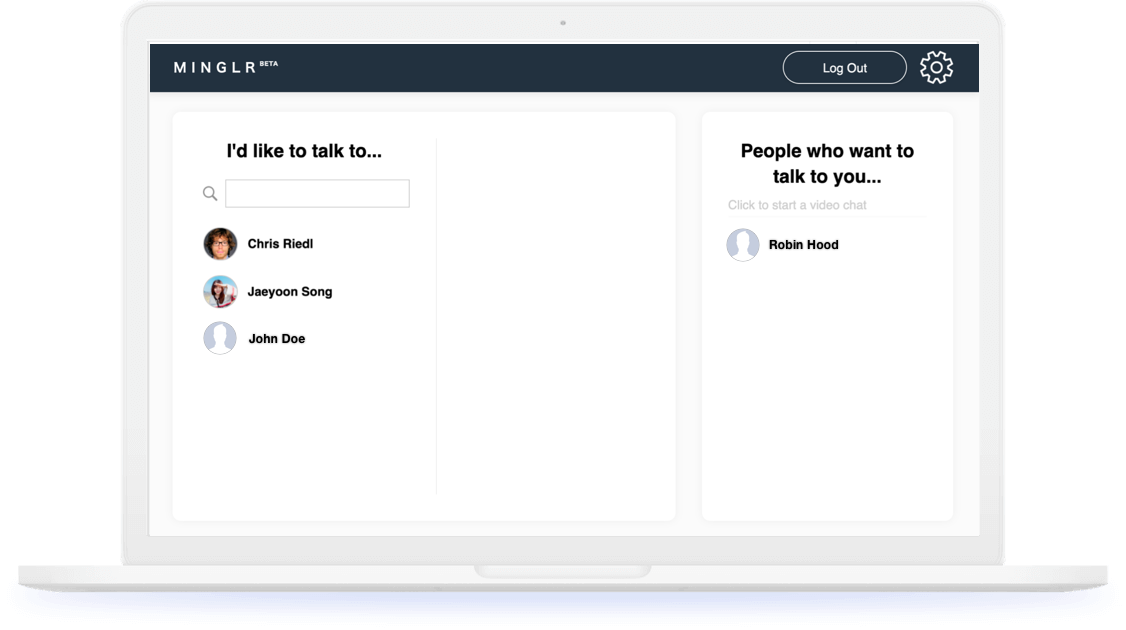 MINGLR BETA
Log Out
I'd like to talk to...
Chris Riedl
Jaeyoon Song
John Doe
People who want to
talk to you...
Click to start a video chat
Robin Hood